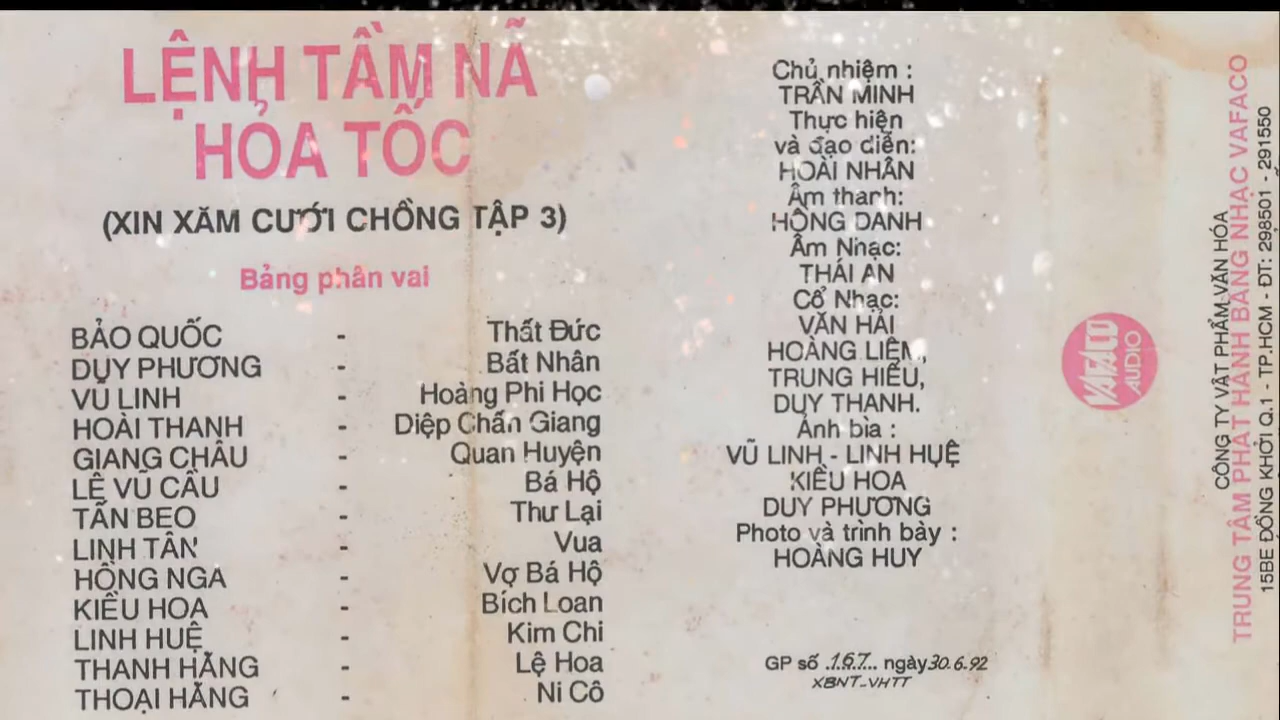 LỆNH TẦM NÃ
HỎA TỐC
(XIN XĂM CƯỚI CHỒNG TẬP 3)
Bảng phân vai
BẢO QUỐC - Thất Đức
DUY PHƯƠNG - Bất Nhân
VŨ LINH - Hoàng Phi Học
HOÀI THANH - Diệp Chấn Giang
GIANG CHÂU - Quan Huyện
LÊ VŨ CẦU - Bá Hộ
TẤN BEO - Thư Lại
LINH TÂN - Vua
HỒNG NGA - Vợ Bá Hộ
KIỀU HOA - Bích Loan
LINH HUỆ - Kim Chi
THANH HẰNG - Lệ Hoa
THOẠI HẰNG - Ni Cô
Chủ nhiệm :
TRẦN MINH
Thực hiện
và đạo diễn:
HOÀI NHÂN
Âm thanh:
HỒNG DANH
Âm Nhạc:
THÁI AN
Cổ Nhạc:
VĂN HẢI
HOÀNG LIÊM,
TRUNG HIẾU,
DUY THANH.
Ảnh bìa :
VŨ LINH - LINH HUỆ
KIỀU HOA
DUY PHƯƠNG
Photo và trình bày :
HOÀNG HUY
GP số .167... ngày 30.6.92
XBNT-VHTT
VAFACO
AUDIO
CÔNG TY VẬT PHẨM VĂN HÓA
TRUNG TÂM PHÁT HÀNH BĂNG NHẠC VAFACO
15BE ĐỒNG KHỞI Q.1 - TP.HCM - ĐT: 298501 - 291550